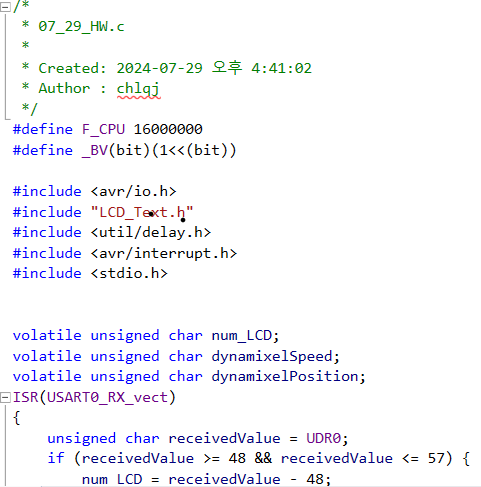 /*
 * 07_29_HW.c
 *
 * Created: 2024-07-29 오후 4:41:02
 * Author : chlqj
 */
#define F_CPU 16000000
#define _BV(bit)(1<<(bit))

#include <avr/io.h>
#include "LCD_Text.h"
#include <util/delay.h>
#include <avr/interrupt.h>
#include <stdio.h>


volatile unsigned char num_LCD;
volatile unsigned char dynamixelSpeed;
volatile unsigned char dynamixelPosition;
ISR(USART0_RX_vect)
{
    unsigned char receivedValue = UDR0;
    if (receivedValue >= 48 && receivedValue <= 57) {
        num_LCD = receivedValue - 48;